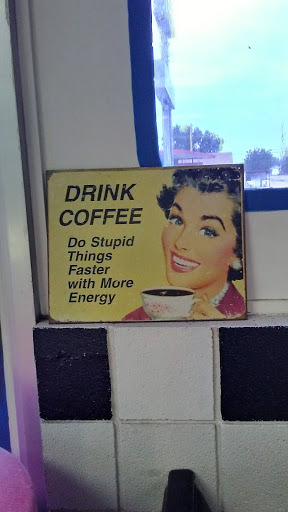 DRINK
COFFEE
Do Stupid
Things
Faster
with More
Energy